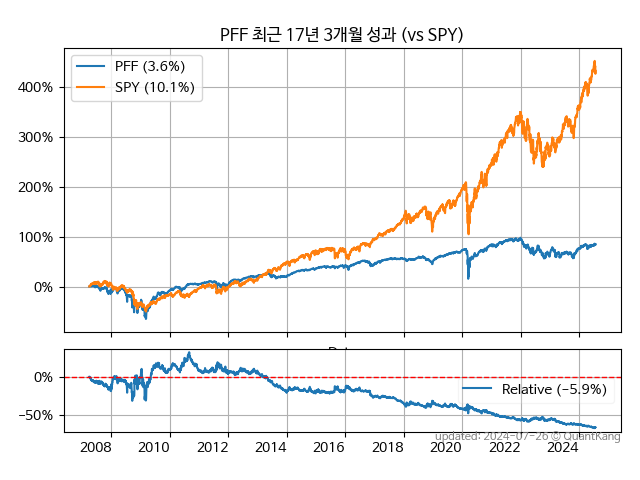 PFF 최근 17년 3개월 성과 (vs SPY)
PFF (3.6%)
SPY (10.1%)
400%
300%
200%
100%
0%
0%
−50%
Relative (−5.9%)
2008 2010 2012 2014 2016 2018 2020 2022 2024
updated: 2024-07-26 © QuantKang